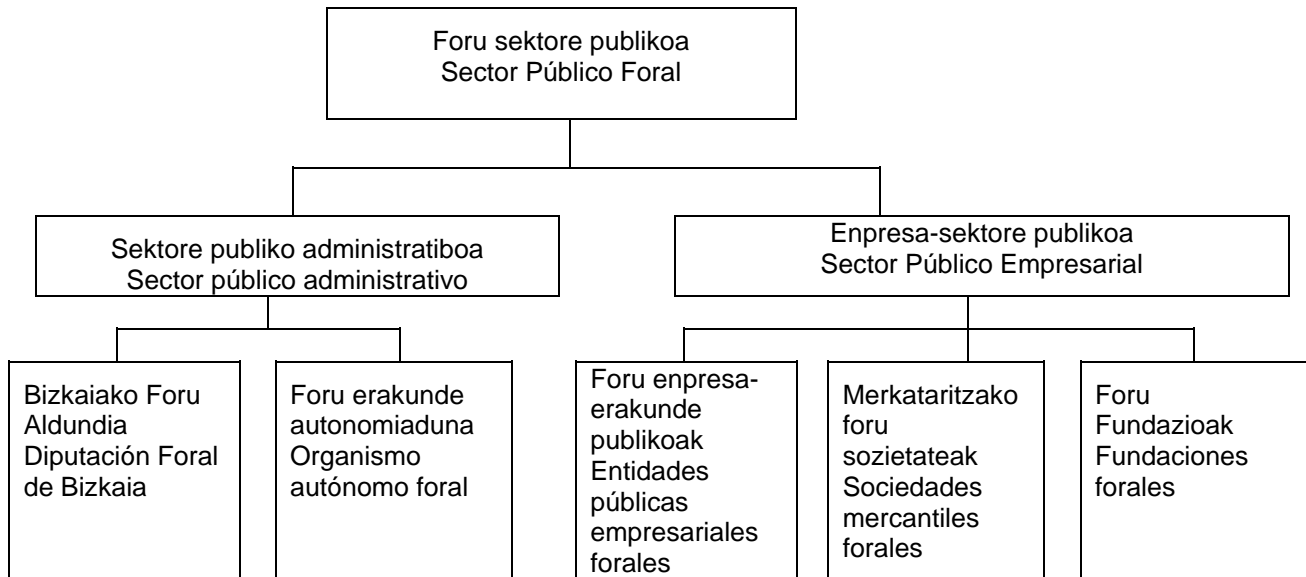 Foru sektore publikoa
Sector Público Foral
Sektore publiko administratiboa
Sector público administrativo
Enpresa-sektore publikoa
Sector Público Empresarial
Bizkaiako Foru
Aldundia
Diputación Foral
de Bizkaia
Foru erakunde
autonomiaduna
Organismo
autónomo foral
Foru enpresa-
erakunde
publikoak
Entidades
públicas
empresariales
forales
Merkataritzako
foru
sozietateak
Sociedades
mercantiles
forales
Foru
Fundazioak
Fundaciones
forales